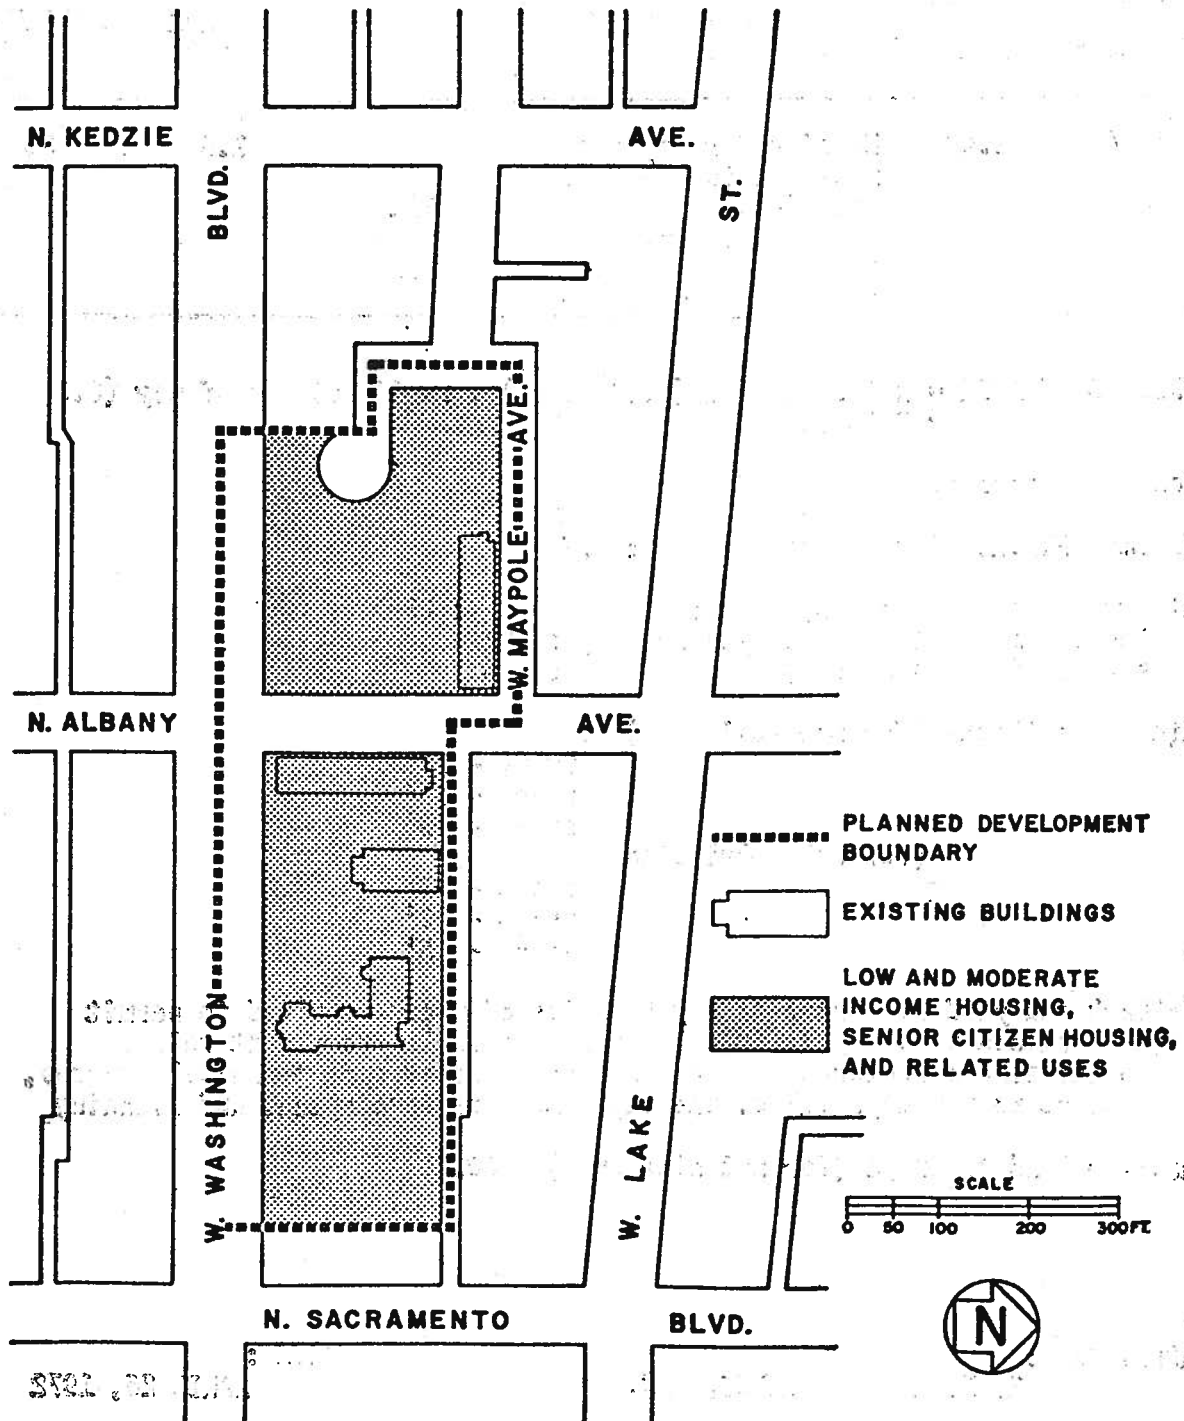 N. KEDZIE AVE.
BLVD.
ST.
W. MAYPOLE AVE.
N. ALBANY AVE.
PLANNED DEVELOPMENT
BOUNDARY
EXISTING BUILDINGS
LOW AND MODERATE
INCOME HOUSING,
SENIOR CITIZEN HOUSING,
AND RELATED USES
W. WASHINGTON
W. LAKE
SCALE
0 50 100 200 300FT.
N. SACRAMENTO BLVD.
N